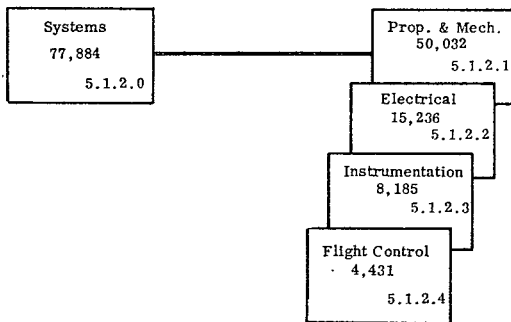 Systems
77,884
5.1.2.0
Prop. & Mech.
50,032
5.1.2.1
Electrical
15,236
5.1.2.2
Instrumentation
8,185
5.1.2.3
Flight Control
4,431
5.1.2.4